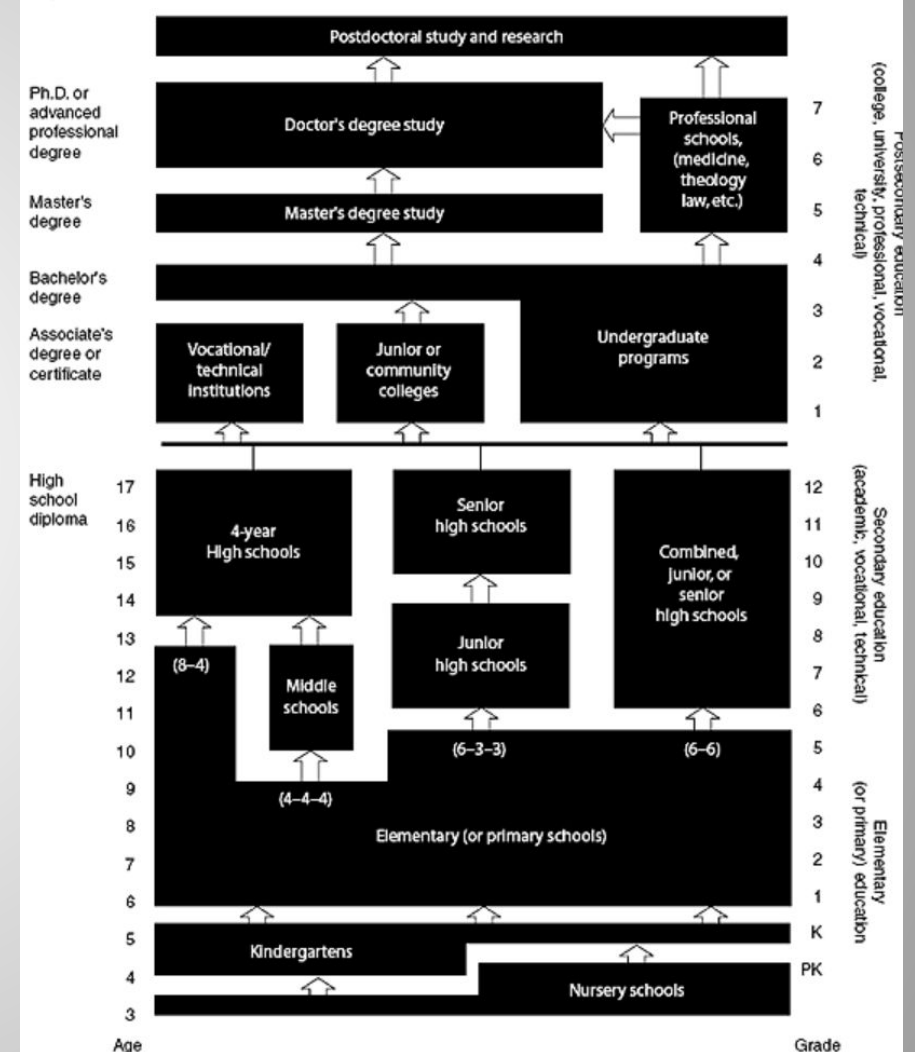 Postdoctoral study and research
Ph.D. or
advanced
professional
degree
Doctor's degree study
Professional
schools,
(medicine,
theology
law, etc.)
7
6
Master's
degree
Master's degree study
5
4
Postsecondary education
(college, university, professional, vocational,
technical)
Bachelor's
degree
3
Undergraduate
programs
Associate's
degree or
certificate
Vocational/
technical
institutions
Junior or
community
colleges
2
1
High
school
diploma
17
16
15
14
13
12
11
10
9
8
7
6
5
4
3
Age
4-year
High schools
Senior
high schools
Combined,
junior, or
senior
high schools
Junior
high schools
(8–4)
Middle
schools
(4–4–4)
(6–3–3)
(6–6)
Elementary (or primary schools)
Kindergartens
Nursery schools
12
11
10
9
8
7
6
5
4
3
2
1
K
PK
Grade
Secondary education
(academic, vocational, technical)
Elementary
(or primary) education